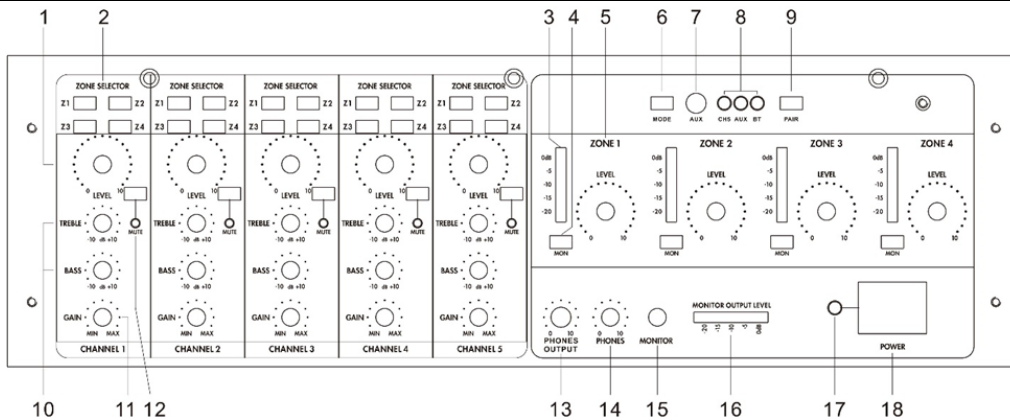 1 2 3 4 5 6 7 8 9
ZONE SELECTOR ZONE SELECTOR ZONE SELECTOR ZONE SELECTOR ZONE SELECTOR
Z1 Z2 Z1 Z2 Z1 Z2 Z1 Z2 Z1 Z2
Z3 Z4 Z3 Z4 Z3 Z4 Z3 Z4 Z3 Z4
0 10 0 10 0 10 0 10 0 10
LEVEL LEVEL LEVEL LEVEL LEVEL
TREBLE TREBLE TREBLE TREBLE TREBLE
MUTE MUTE MUTE MUTE MUTE
-10 dB +10 -10 dB +10 -10 dB +10 -10 dB +10 -10 dB +10
BASS BASS BASS BASS BASS
-10 dB +10 -10 dB +10 -10 dB +10 -10 dB +10 -10 dB +10
GAIN GAIN GAIN GAIN GAIN
MIN MAX MIN MAX MIN MAX MIN MAX MIN MAX
CHANNEL 1 CHANNEL 2 CHANNEL 3 CHANNEL 4 CHANNEL 5
MODE AUX CHS AUX BT PAIR
ZONE 1 ZONE 2 ZONE 3 ZONE 4
0dB 0dB 0dB 0dB
-5 -5 -5 -5
LEVEL LEVEL LEVEL LEVEL
-10 -10 -10 -10
-15 -15 -15 -15
-20 -20 -20 -20
0 10 0 10 0 10 0 10
MON MON MON MON
MONITOR OUTPUT LEVEL
-20 -15 -10 -5 0dB
0 10 0 10
PHONES OUTPUT
PHONES MONITOR
POWER
10 11 12 13 14 15 16 17 18